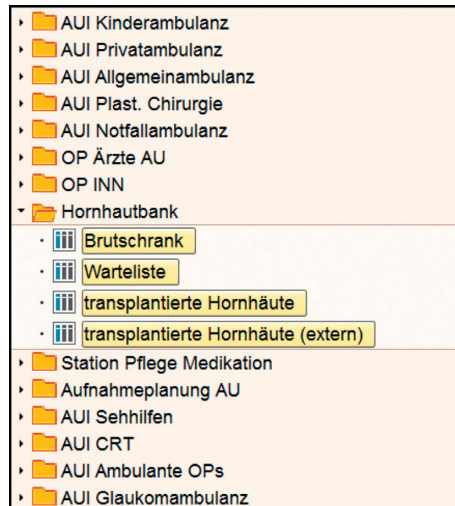 AUI Kinderambulanz
AUI Privatambulanz
AUI Allgemeinambulanz
AUI Plast. Chirurgie
AUI Notfallambulanz
OP Ärzte AU
OP INN
Hornhautbank
Brutschrank
Warteliste
transplantierte Hornhäute
transplantierte Hornhäute (extern)
Station Pflege Medikation
Aufnahmeplanung AU
AUI Sehhilfen
AUI CRT
AUI Ambulante OPs
AUI Glaukomambulanz